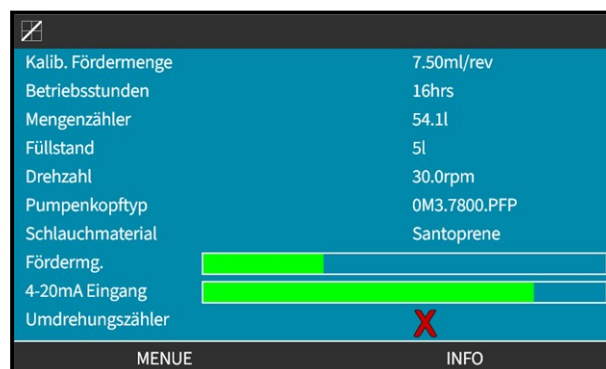 Kalib. Fördermenge 7.50ml/rev
Betriebsstunden 16hrs
Mengenzähler 54.1l
Füllstand 5l
Drehzahl 30.0rpm
Pumpenkopftyp 0M3.7800.PFP
Schlauchmaterial Santoprene
Fördermg.
4-20mA Eingang
Umdrehungszähler X
MENUE INFO